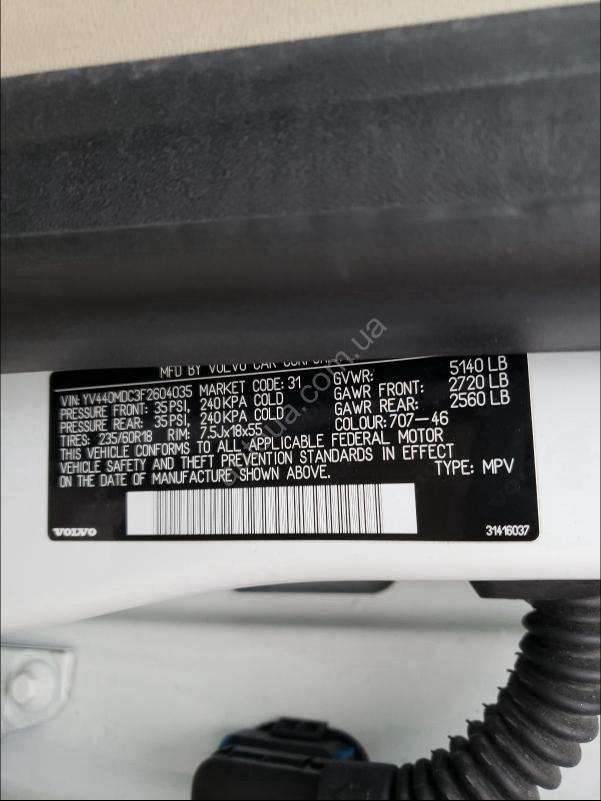 MFD BY VOLVO CAR CORPORA
VIN: YV440MDC3F2604035 MARKET CODE: 31 GVWR: 5140 LB
PRESSURE FRONT: 35PSI, 240KPA COLD GAWR FRONT: 2720 LB
PRESSURE REAR: 35PSI, 240KPA COLD GAWR REAR: 2560 LB
TIRES: 235/60R18 RIM: 7,5Jx18x55 COLOUR:707-46
THIS VEHICLE CONFORMS TO ALL APPLICABLE FEDERAL MOTOR
VEHICLE SAFETY AND THEFT PREVENTION STANDARDS IN EFFECT
ON THE DATE OF MANUFACTURE SHOWN ABOVE. TYPE: MPV
VOLVO 31416037